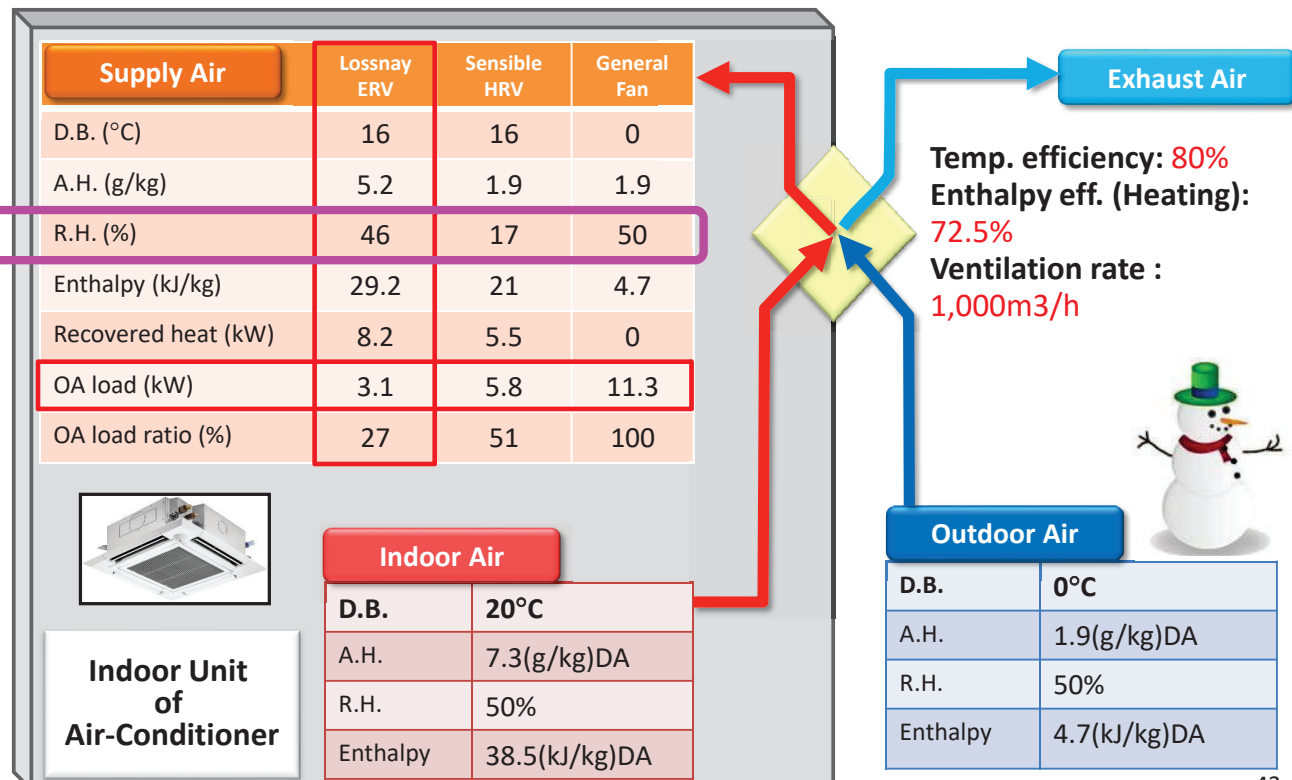 Supply Air
Lossnay ERV
Sensible HRV
General Fan
D.B. (°C) 16 16 0
A.H. (g/kg) 5.2 1.9 1.9
R.H. (%) 46 17 50
Enthalpy (kJ/kg) 29.2 21 4.7
Recovered heat (kW) 8.2 5.5 0
OA load (kW) 3.1 5.8 11.3
OA load ratio (%) 27 51 100
Exhaust Air
Temp. efficiency: 80%
Enthalpy eff. (Heating):
72.5%
Ventilation rate :
1,000m3/h
Indoor Unit
of
Air-Conditioner
Indoor Air
D.B. 20°C
A.H. 7.3(g/kg)DA
R.H. 50%
Enthalpy 38.5(kJ/kg)DA
Outdoor Air
D.B. 0°C
A.H. 1.9(g/kg)DA
R.H. 50%
Enthalpy 4.7(kJ/kg)DA